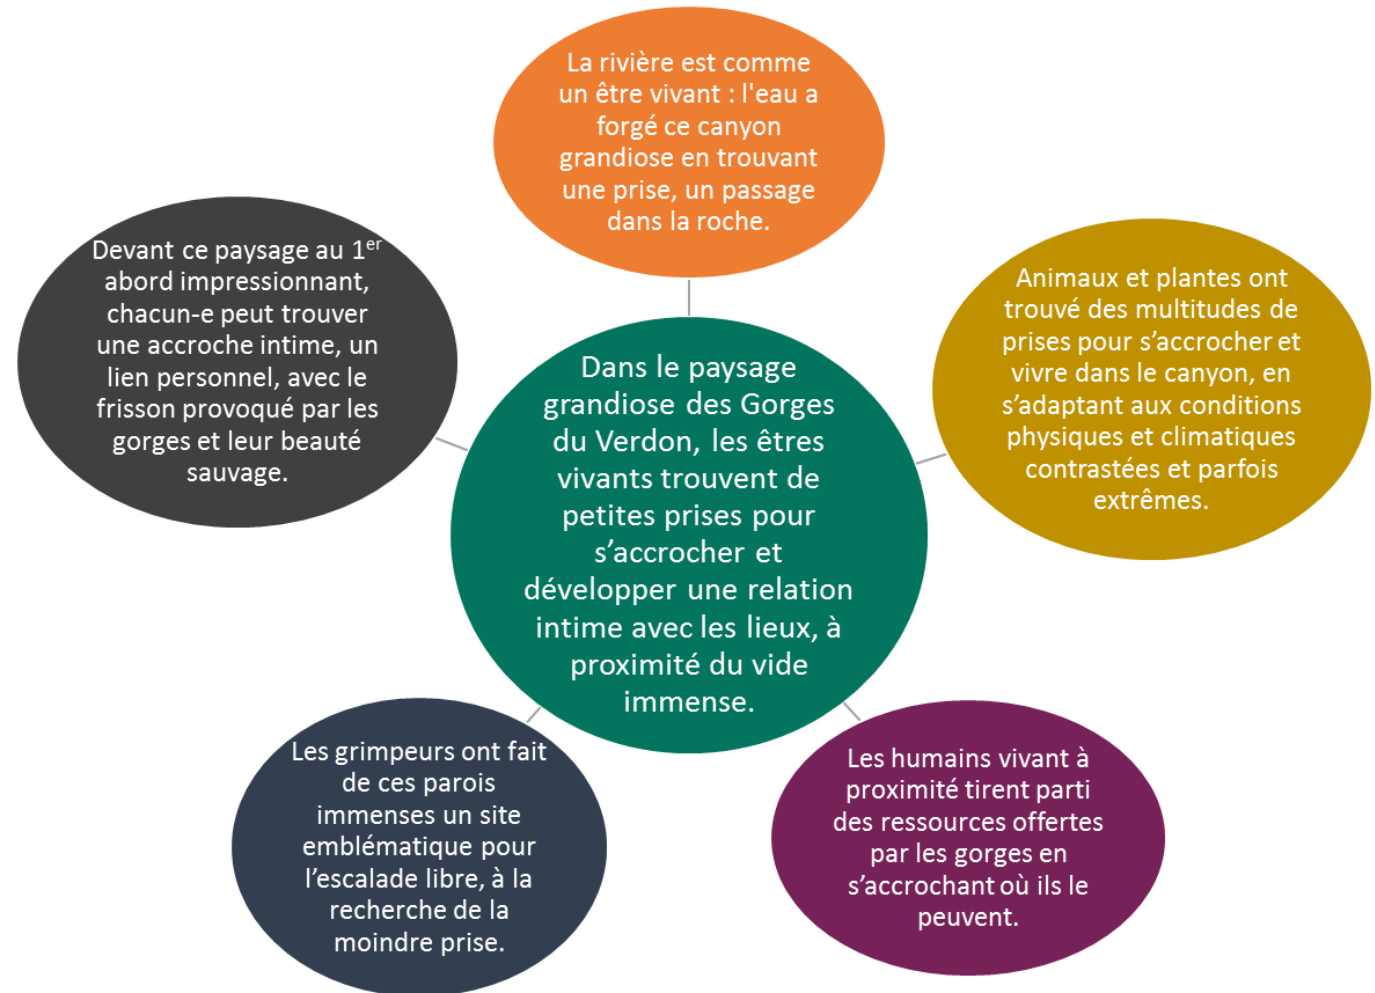 La rivière est comme
un être vivant : l'eau a
forgé ce canyon
grandiose en trouvant
une prise, un passage
dans la roche.
Devant ce paysage au 1er
abord impressionnant,
chacun-e peut trouver
une accroche intime, un
lien personnel, avec le
frisson provoqué par les
gorges et leur beauté
sauvage.
Animaux et plantes ont
trouvé des multitudes de
prises pour s’accrocher et
vivre dans le canyon, en
s’adaptant aux conditions
physiques et climatiques
contrastées et parfois
extrêmes.
Dans le paysage
grandiose des Gorges
du Verdon, les êtres
vivants trouvent de
petites prises pour
s’accrocher et
développer une relation
intime avec les lieux, à
proximité du vide
immense.
Les grimpeurs ont fait
de ces parois
immenses un site
emblématique pour
l’escalade libre, à la
recherche de la
moindre prise.
Les humains vivant à
proximité tirent parti
des ressources offertes
par les gorges en
s’accrochant où ils le
peuvent.